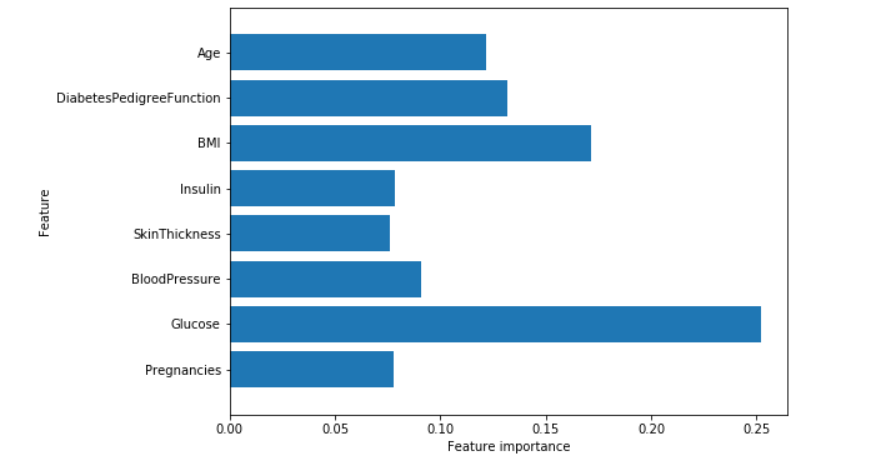 Age
DiabetesPedigreeFunction
BMI
Insulin
SkinThickness
BloodPressure
Glucose
Pregnancies
Feature
0.00 0.05 0.10 0.15 0.20 0.25
Feature importance